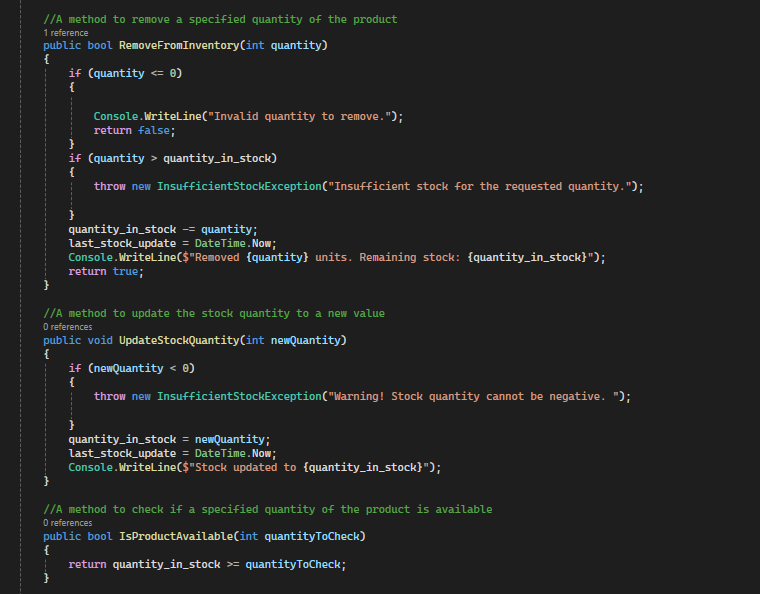 //A method to remove a specified quantity of the product
1 reference
public bool RemoveFromInventory(int quantity)
{
if (quantity <= 0)
{
Console.WriteLine("Invalid quantity to remove.");
return false;
}
if (quantity > quantity_in_stock)
{
throw new InsufficientStockException("Insufficient stock for the requested quantity.");
}
quantity_in_stock -= quantity;
last_stock_update = DateTime.Now;
Console.WriteLine($"Removed {quantity} units. Remaining stock: {quantity_in_stock}");
return true;
}
//A method to update the stock quantity to a new value
0 references
public void UpdateStockQuantity(int newQuantity)
{
if (newQuantity < 0)
{
throw new InsufficientStockException("Warning! Stock quantity cannot be negative. ");
}
quantity_in_stock = newQuantity;
last_stock_update = DateTime.Now;
Console.WriteLine($"Stock updated to {quantity_in_stock}");
}
//A method to check if a specified quantity of the product is available
0 references
public bool IsProductAvailable(int quantityToCheck)
{
return quantity_in_stock >= quantityToCheck;
}